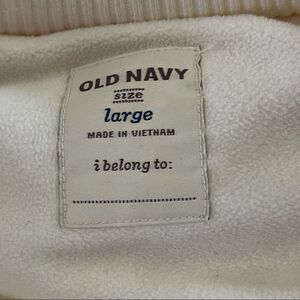 OLD NAVY
size
large
MADE IN VIETNAM
i belong to: